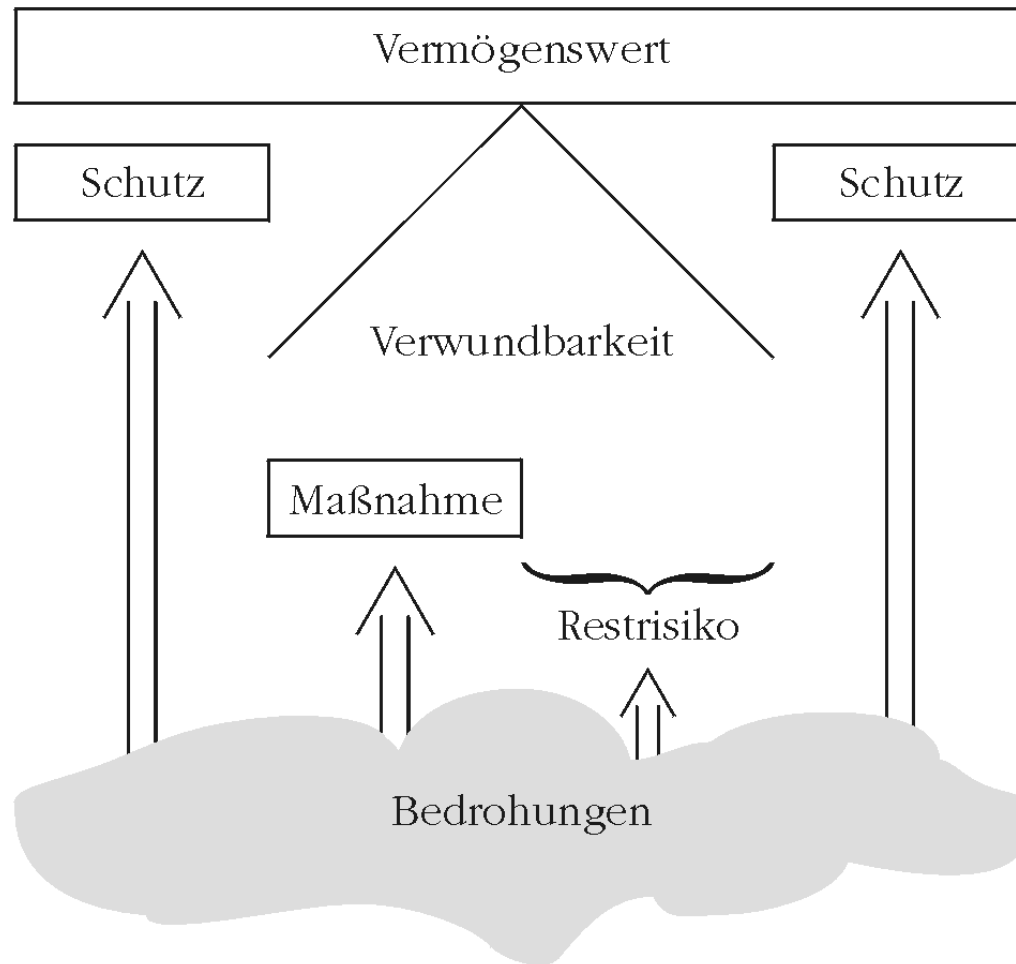 Vermögenswert
Schutz
Schutz
Verwundbarkeit
Maßnahme
Restrisiko
Bedrohungen